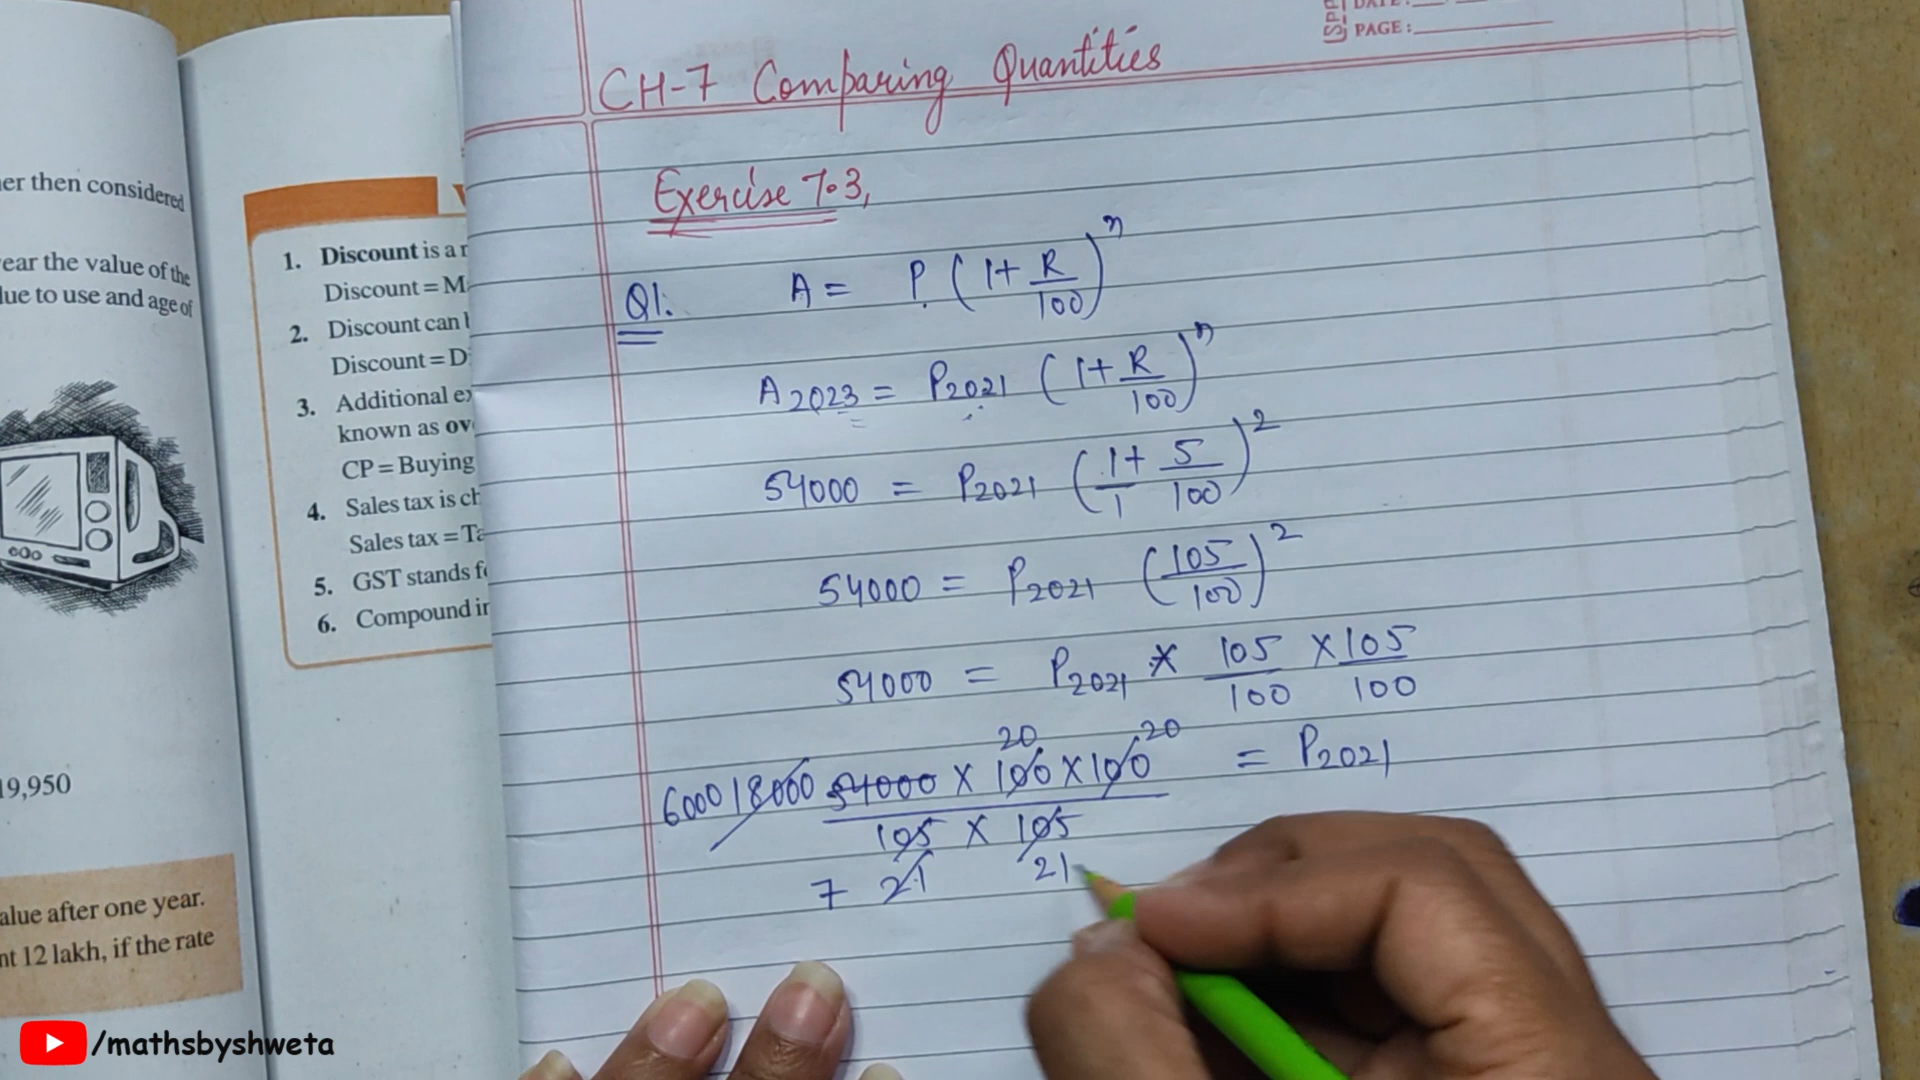 er then considered
ear the value of the
lue to use and age of
19,950
alue after one year.
nt 12 lakh, if the rate
1. Discount is a r
Discount = M
2. Discount can
Discount = D
3. Additional ex
known as ov
CP = Buying
4. Sales tax is ch
Sales tax = Ta
5. GST stands f
6. Compound in
PAGE:
CH-7 Comparing Quantities
Exercise 7.3,
Q1. A = P (1 + R/100)^n
A2023 = P2021 (1 + R/100)^n
54000 = P2021 (1/1 + 5/100)^2
54000 = P2021 (105/100)^2
54000 = P2021 × 105/100 × 105/100
20 20
6000 18000 54000 × 100 × 100 = P2021
105 × 105
7 21 21
/mathsbyshweta